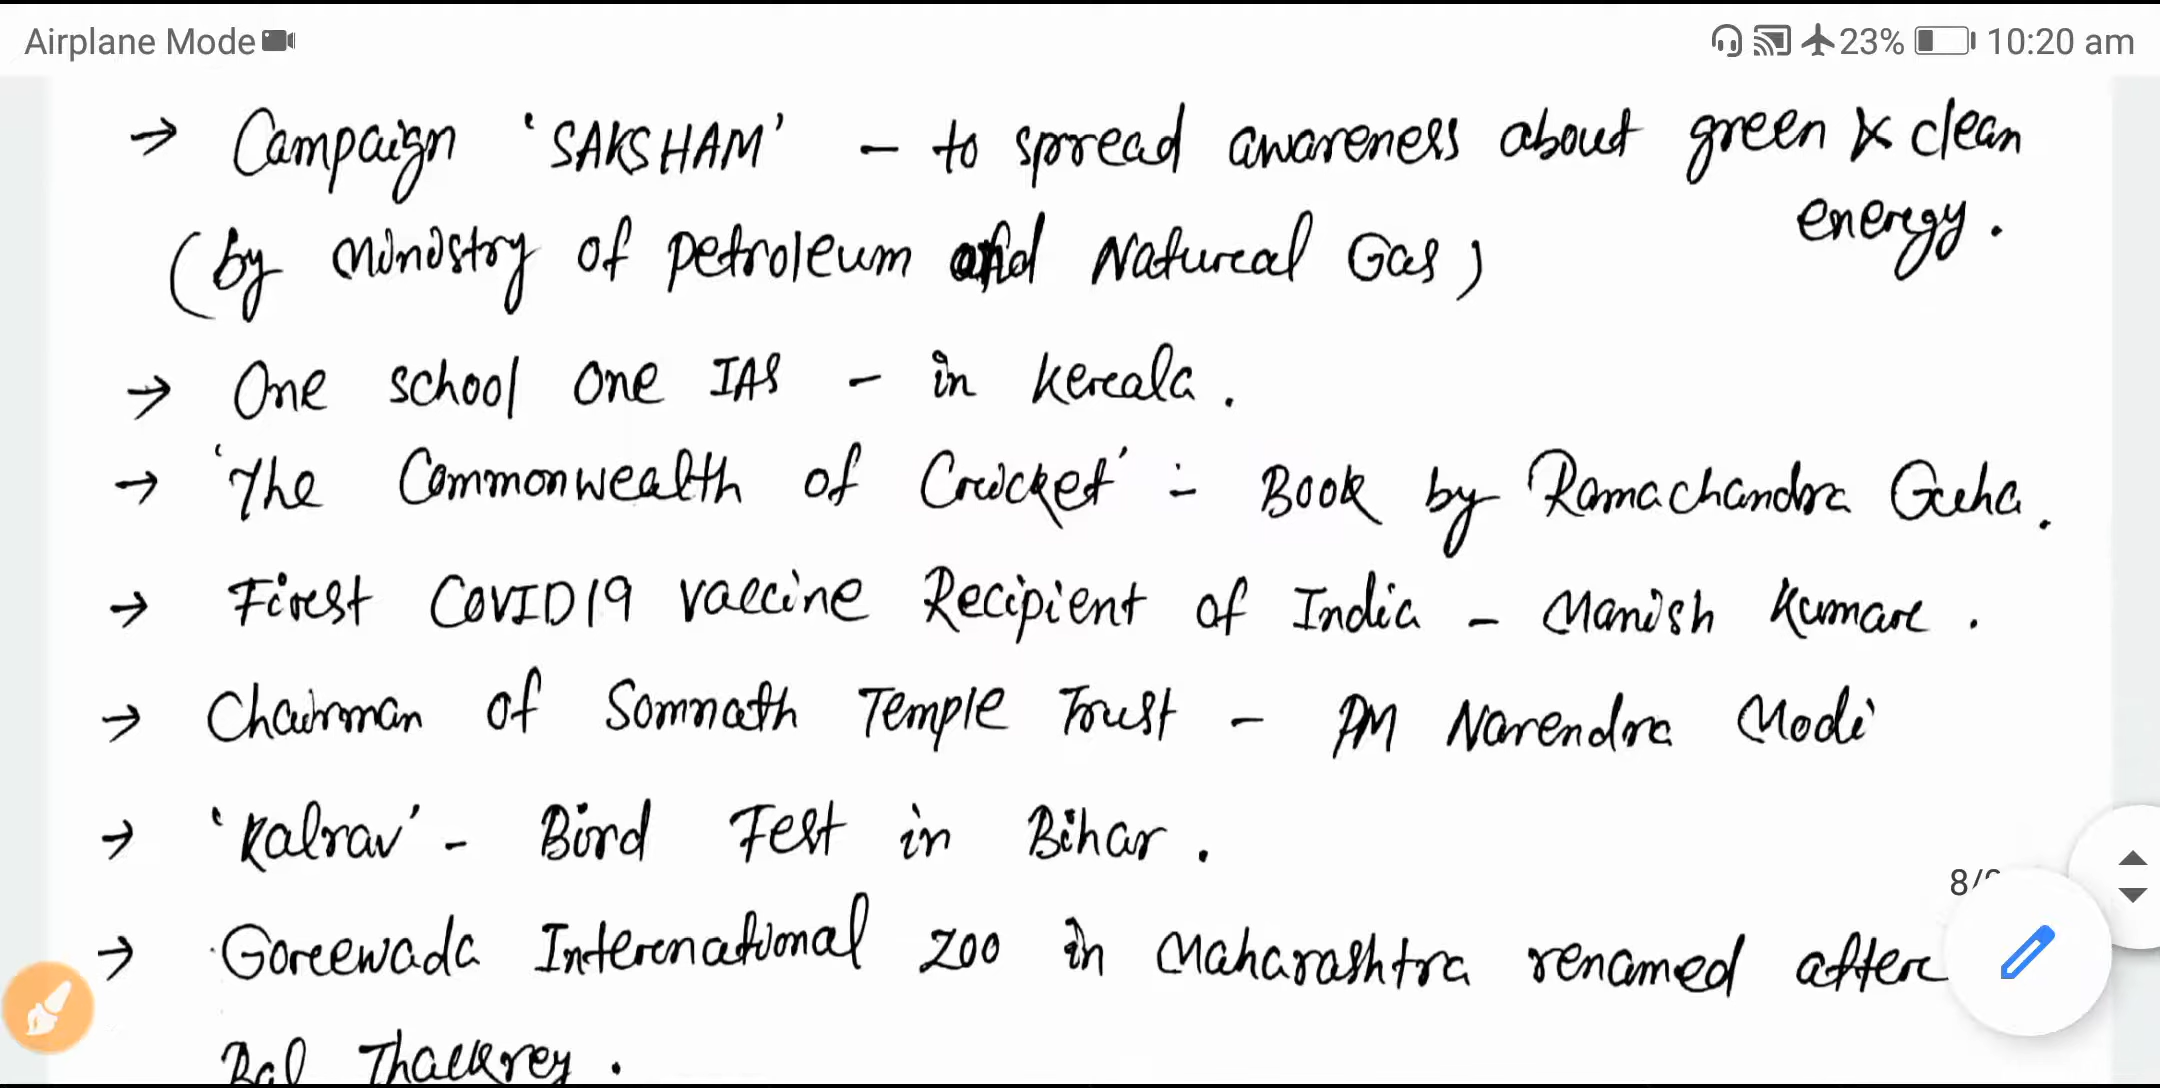 Airplane Mode 23% 10:20 am
→ Campaign 'SAKSHAM' - to spread awareness about green & clean
energy.
(by ministry of petroleum and Natural Gas)
→ One school one IAS - in Kerala.
→ 'The Commonwealth of Cricket' :- Book by Ramachandra Guha.
→ First COVID19 vaccine Recipient of India - Manish Kumar.
→ Chairman of Somnath Temple Trust - PM Narendra Modi
→ 'Kalrav' - Bird Fest in Bihar.
8/
→ Gorewada International zoo in Maharashtra renamed after
Bal Thackrey.